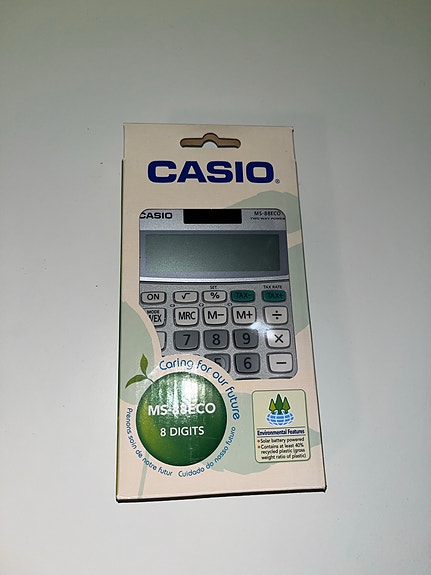 CASIO®
CASIO
MS-88ECO
TWO WAY POWER
SET
TAX RATE
ON
√
%
TAX-
TAX+
MODE
/EX
MRC
M−
M+
÷
7
8
9
×
5
6
−
Caring for our future
MS-88ECO
8 DIGITS
Prenons soin de notre futur
Cuidado do nosso futuro
Environmental Features
• Solar battery powered
• Contains at least 40%
recycled plastic (gross
weight ratio of plastic)